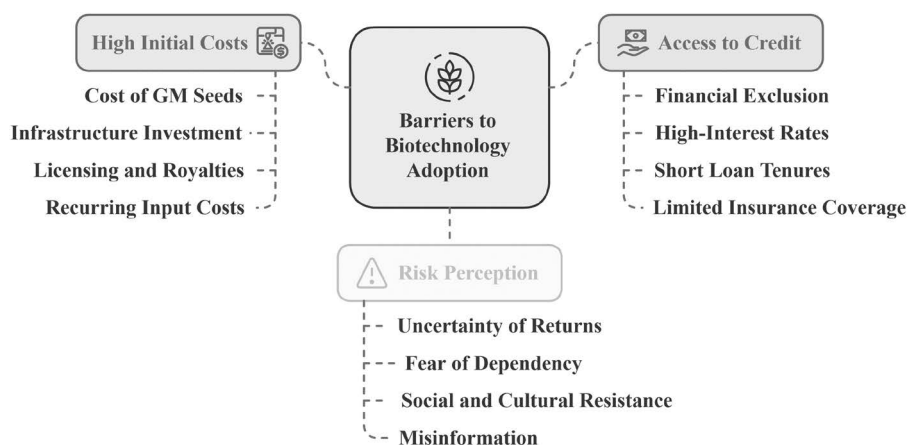 High Initial Costs
Cost of GM Seeds
Infrastructure Investment
Licensing and Royalties
Recurring Input Costs
Barriers to
Biotechnology
Adoption
Access to Credit
Financial Exclusion
High-Interest Rates
Short Loan Tenures
Limited Insurance Coverage
Risk Perception
Uncertainty of Returns
Fear of Dependency
Social and Cultural Resistance
Misinformation